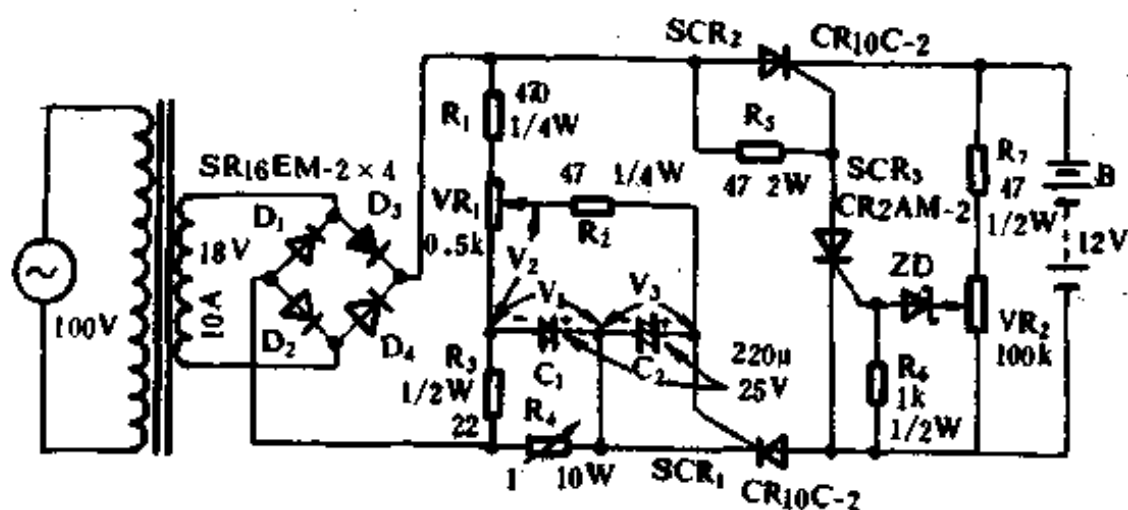 SCR₂
CR₁₀C-2
R₁
470
1/4W
SR₁₆EM-2×4
R₅
47 2W
47 1/4W
R₂
SCR₃
CR₂AM-2
R₇
47
1/2W
B
12V
VR₁
0.5k
D₁
D₃
D₂
D₄
18V
10A
100V
V₂
V₁
V₃
ZD
VR₂
100k
C₁
C₂
220μ
25V
R₃
1/2W
22
R₄
1 10W
R₆
1k
1/2W
SCR₁
CR₁₀C-2